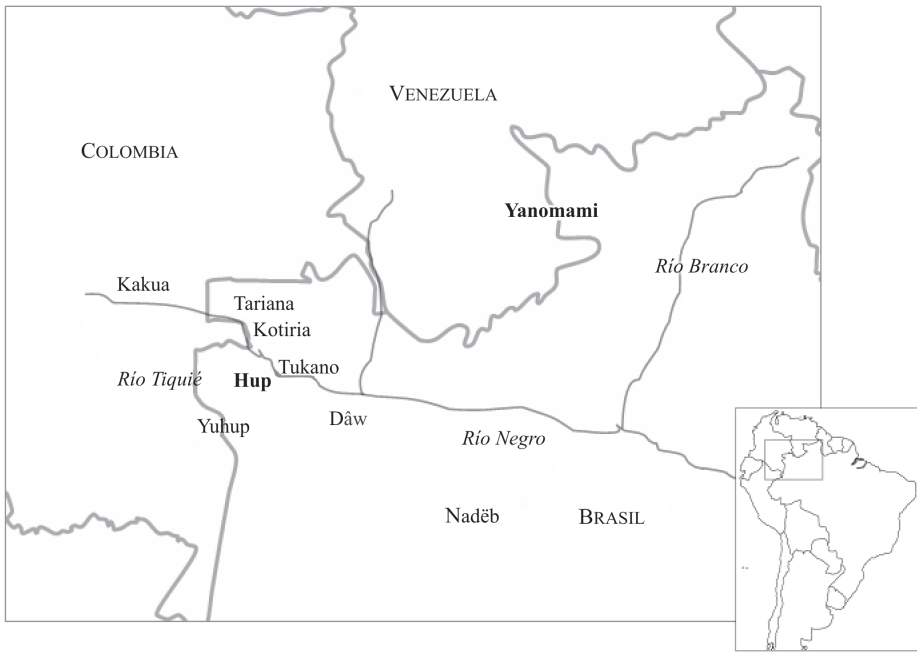 VENEZUELA
COLOMBIA
Yanomami
Río Branco
Kakua
Tariana
Kotiria
Tukano
Río Tiquié
Hup
Dâw
Yuhup
Río Negro
Nadëb
BRASIL